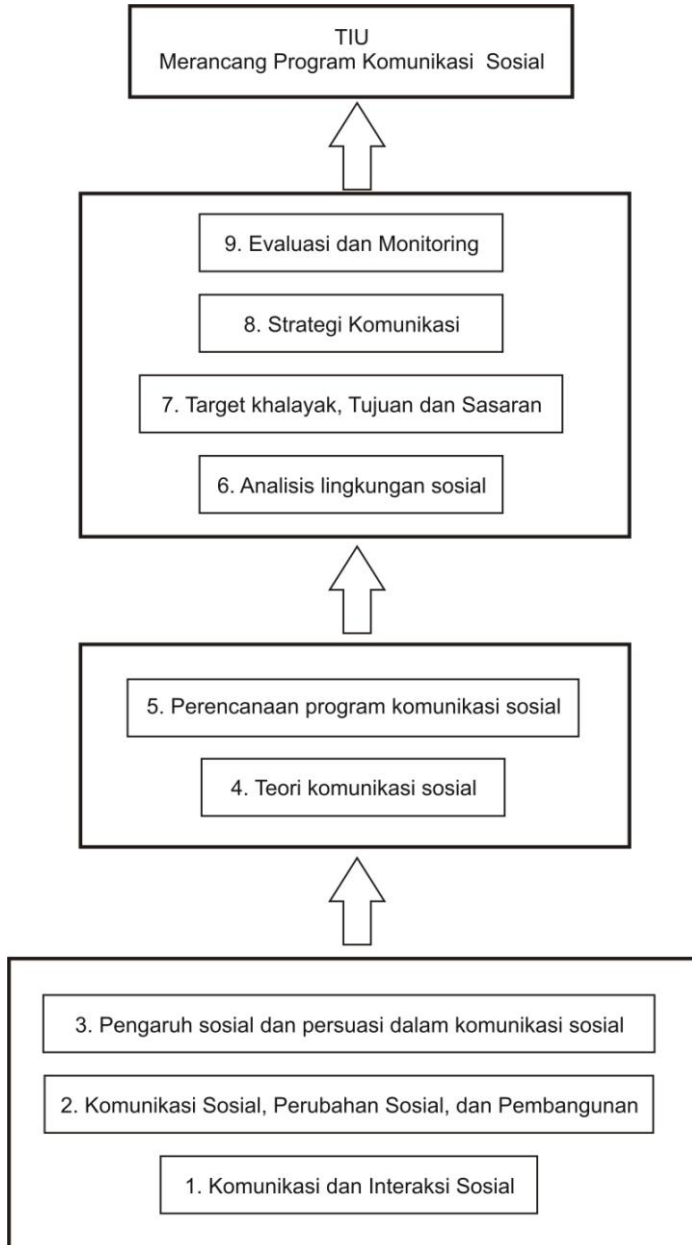 TIU
Merancang Program Komunikasi Sosial
9. Evaluasi dan Monitoring
8. Strategi Komunikasi
7. Target khalayak, Tujuan dan Sasaran
6. Analisis lingkungan sosial
5. Perencanaan program komunikasi sosial
4. Teori komunikasi sosial
3. Pengaruh sosial dan persuasi dalam komunikasi sosial
2. Komunikasi Sosial, Perubahan Sosial, dan Pembangunan
1. Komunikasi dan Interaksi Sosial